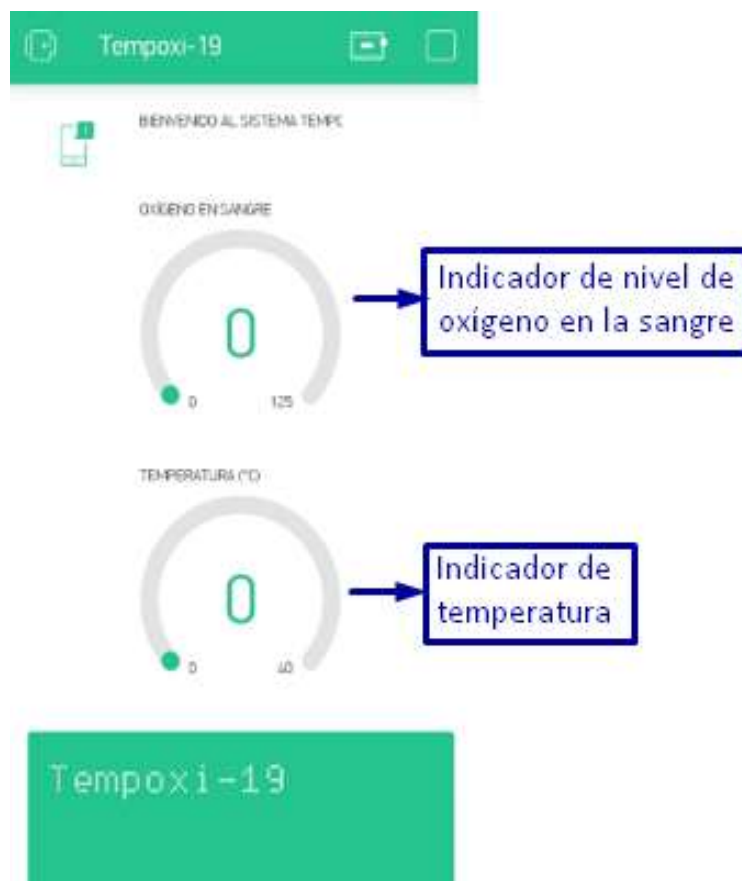 Tempoxi-19
BIENVENIDO AL SISTEMA TEMPC
OXÍGENO EN SANGRE
0
0 125
Indicador de nivel de
oxígeno en la sangre
TEMPERATURA (°C)
0
0 40
Indicador de
temperatura
Tempoxi-19